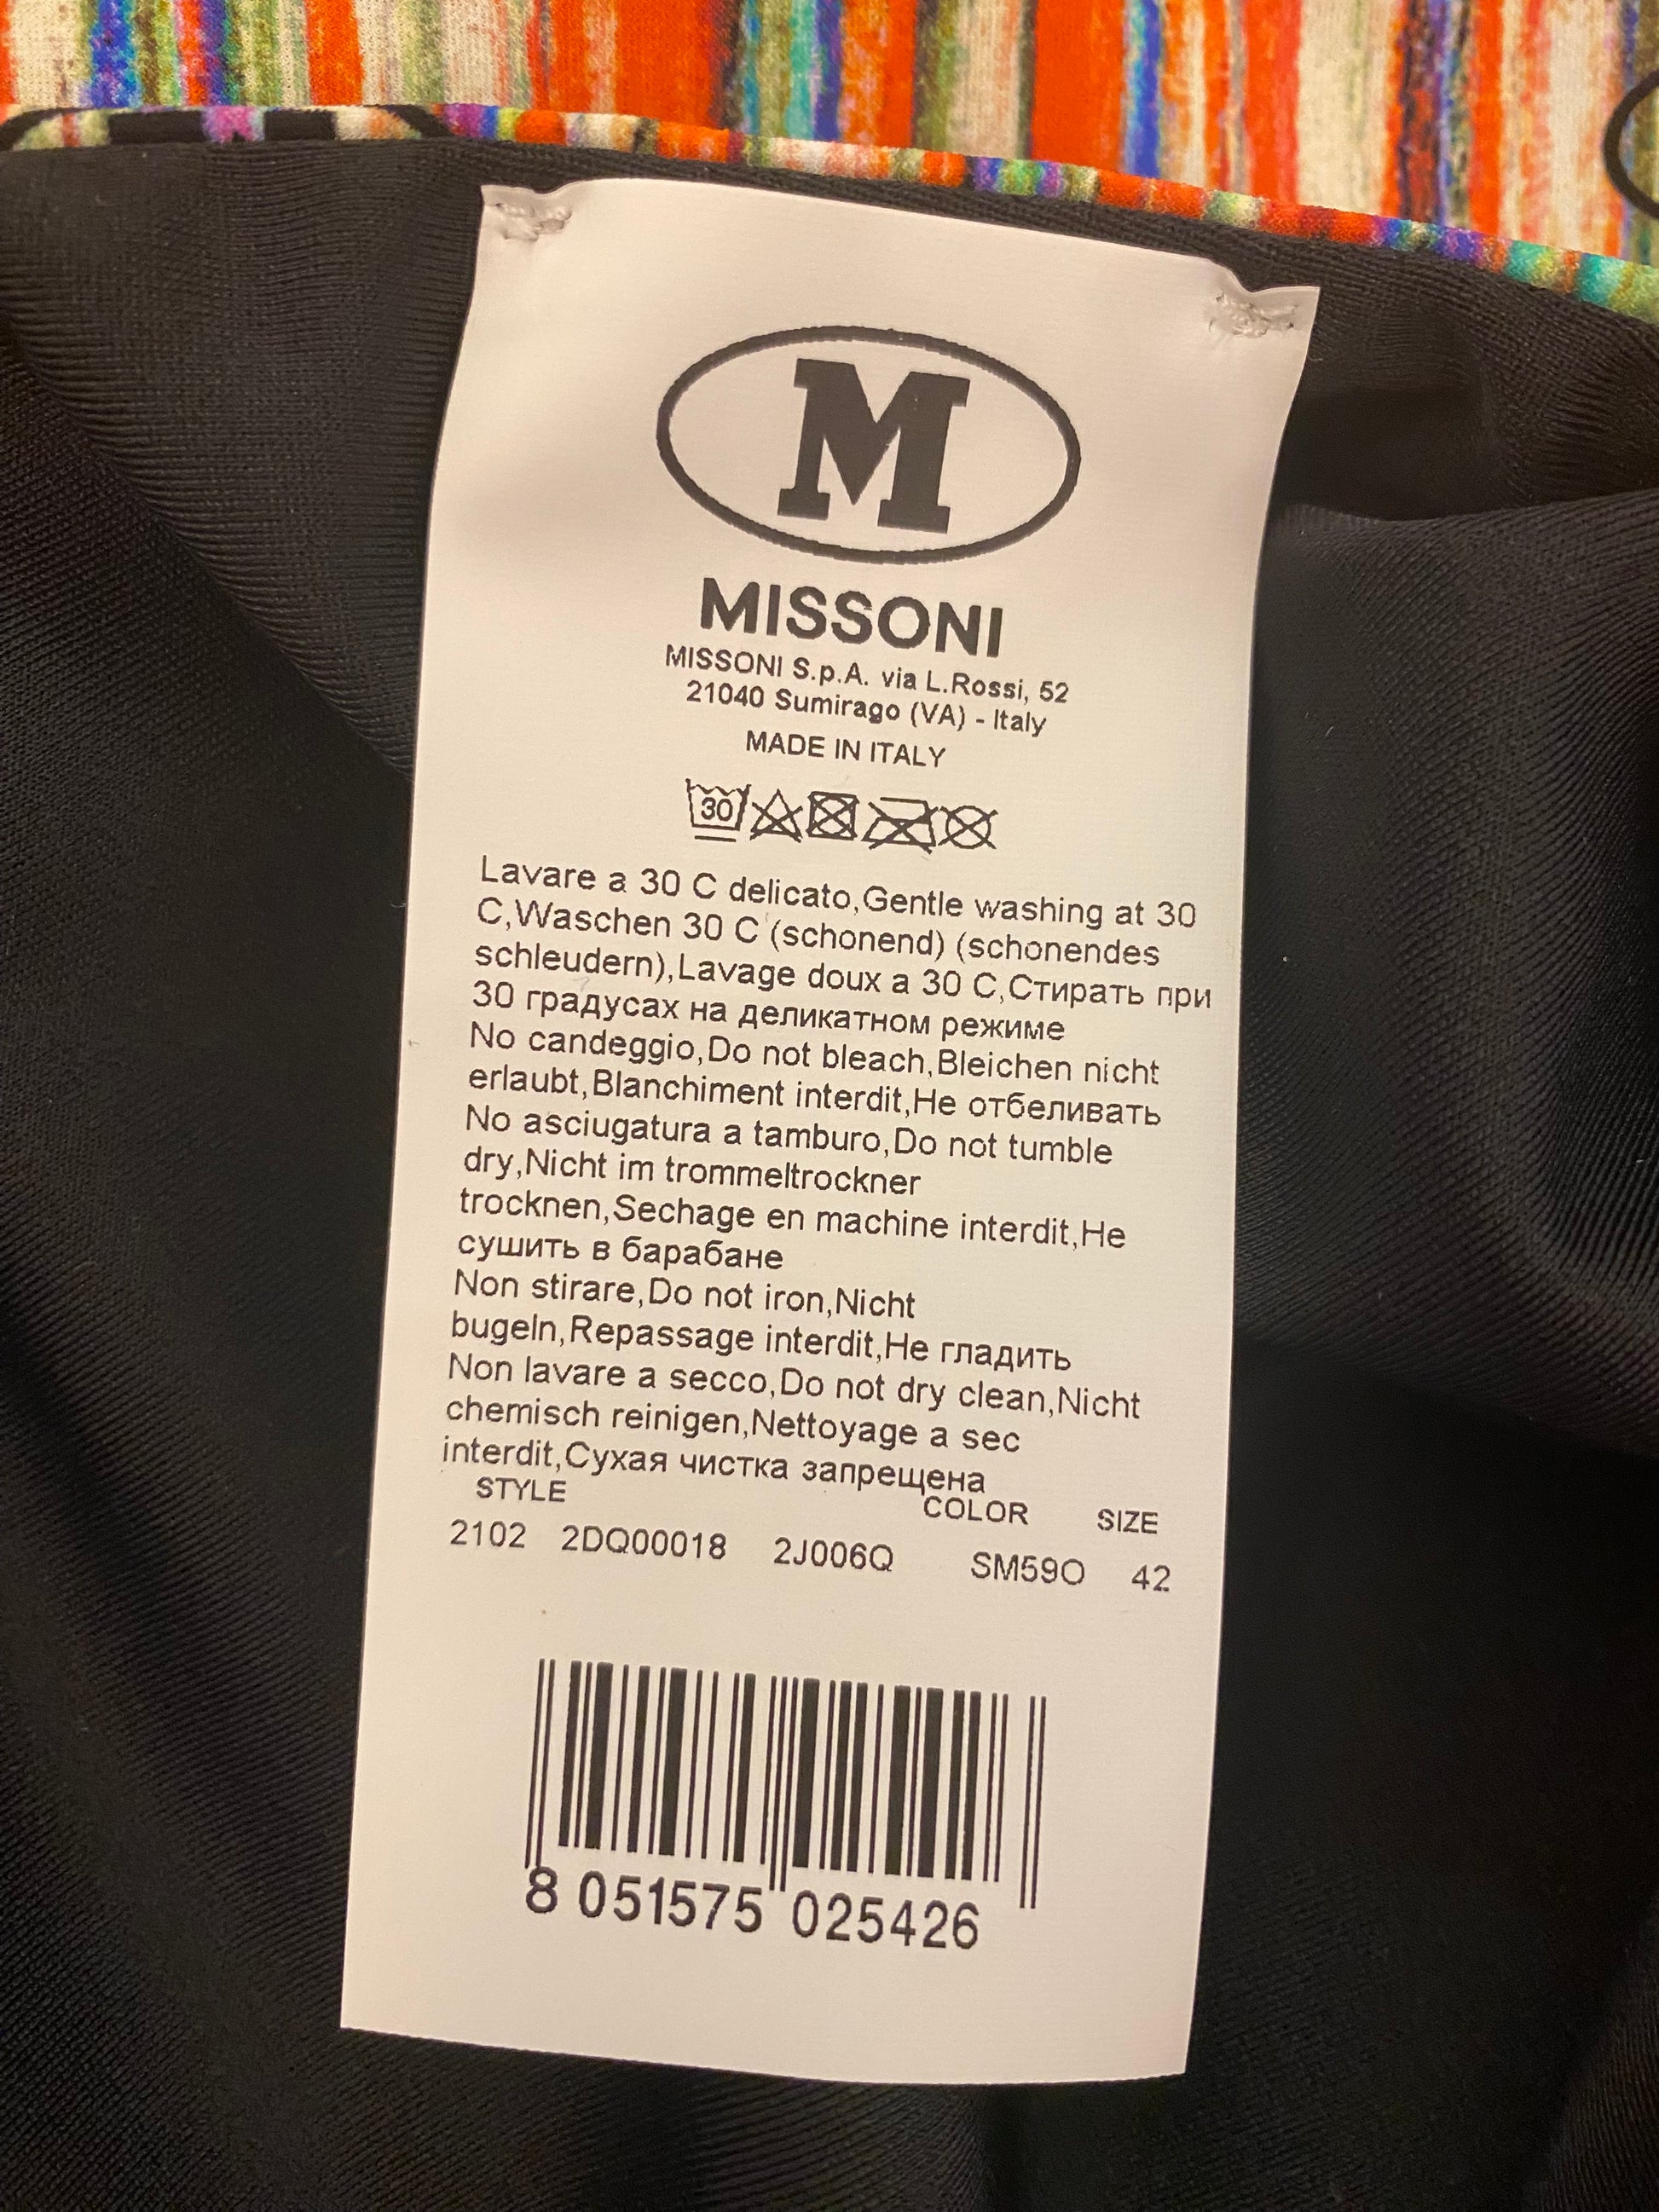 M
MISSONI
MISSONI S.p.A. via L.Rossi, 52
21040 Sumirago (VA) - Italy
MADE IN ITALY
30
Lavare a 30 C delicato,Gentle washing at 30
C,Waschen 30 C (schonend) (schonendes
schleudern),Lavage doux a 30 C,Стирать при
30 градусах на деликатном режиме
No candeggio,Do not bleach,Bleichen nicht
erlaubt,Blanchiment interdit,Не отбеливать
No asciugatura a tamburo,Do not tumble
dry,Nicht im trommeltrockner
trocknen,Sechage en machine interdit,Не
сушить в барабане
Non stirare,Do not iron,Nicht
bugeln,Repassage interdit,Не гладить
Non lavare a secco,Do not dry clean,Nicht
chemisch reinigen,Nettoyage a sec
interdit,Сухая чистка запрещена
STYLE COLOR SIZE
2102 2DQ00018 2J006Q SM59O 42
8 051575 025426